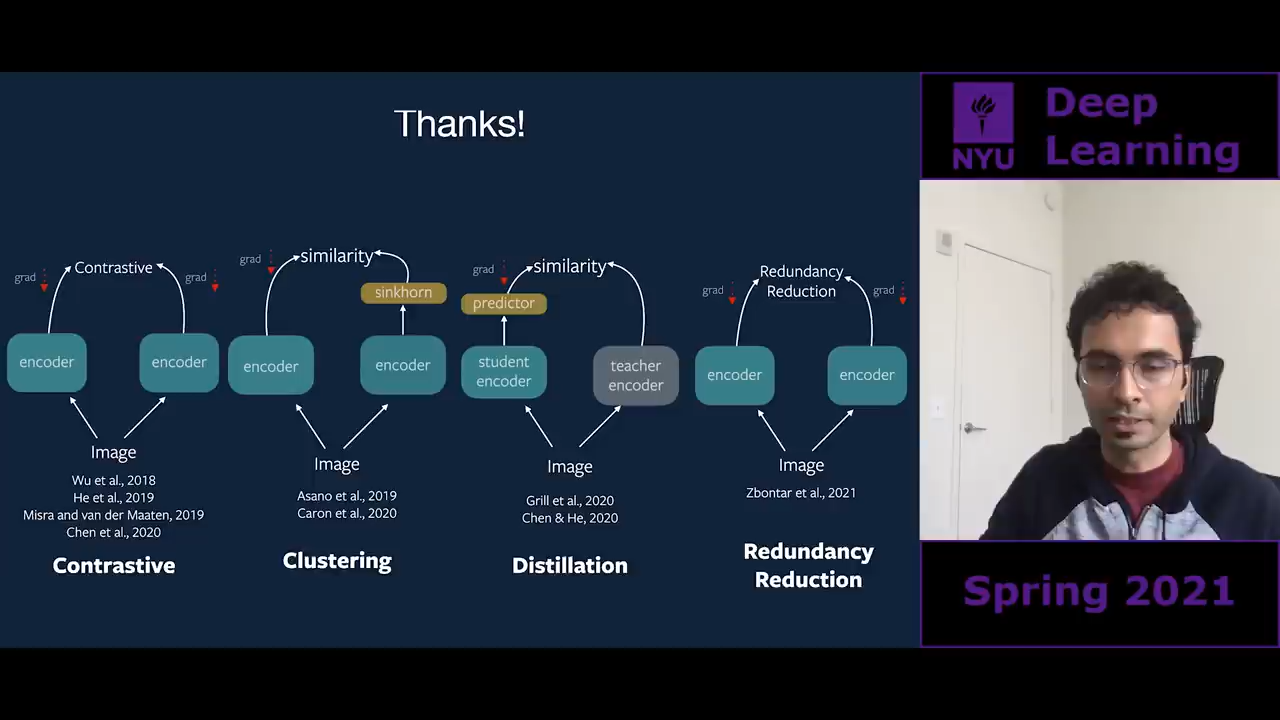 Thanks!
grad
Contrastive
grad
encoder
encoder
Image
Wu et al., 2018
He et al., 2019
Misra and van der Maaten, 2019
Chen et al., 2020
Contrastive
grad
similarity
sinkhorn
encoder
encoder
Image
Asano et al., 2019
Caron et al., 2020
Clustering
grad
similarity
predictor
student
encoder
teacher
encoder
Image
Grill et al., 2020
Chen & He, 2020
Distillation
grad
Redundancy
Reduction
grad
encoder
encoder
Image
Zbontar et al., 2021
Redundancy
Reduction
NYU
Deep
Learning
Spring 2021